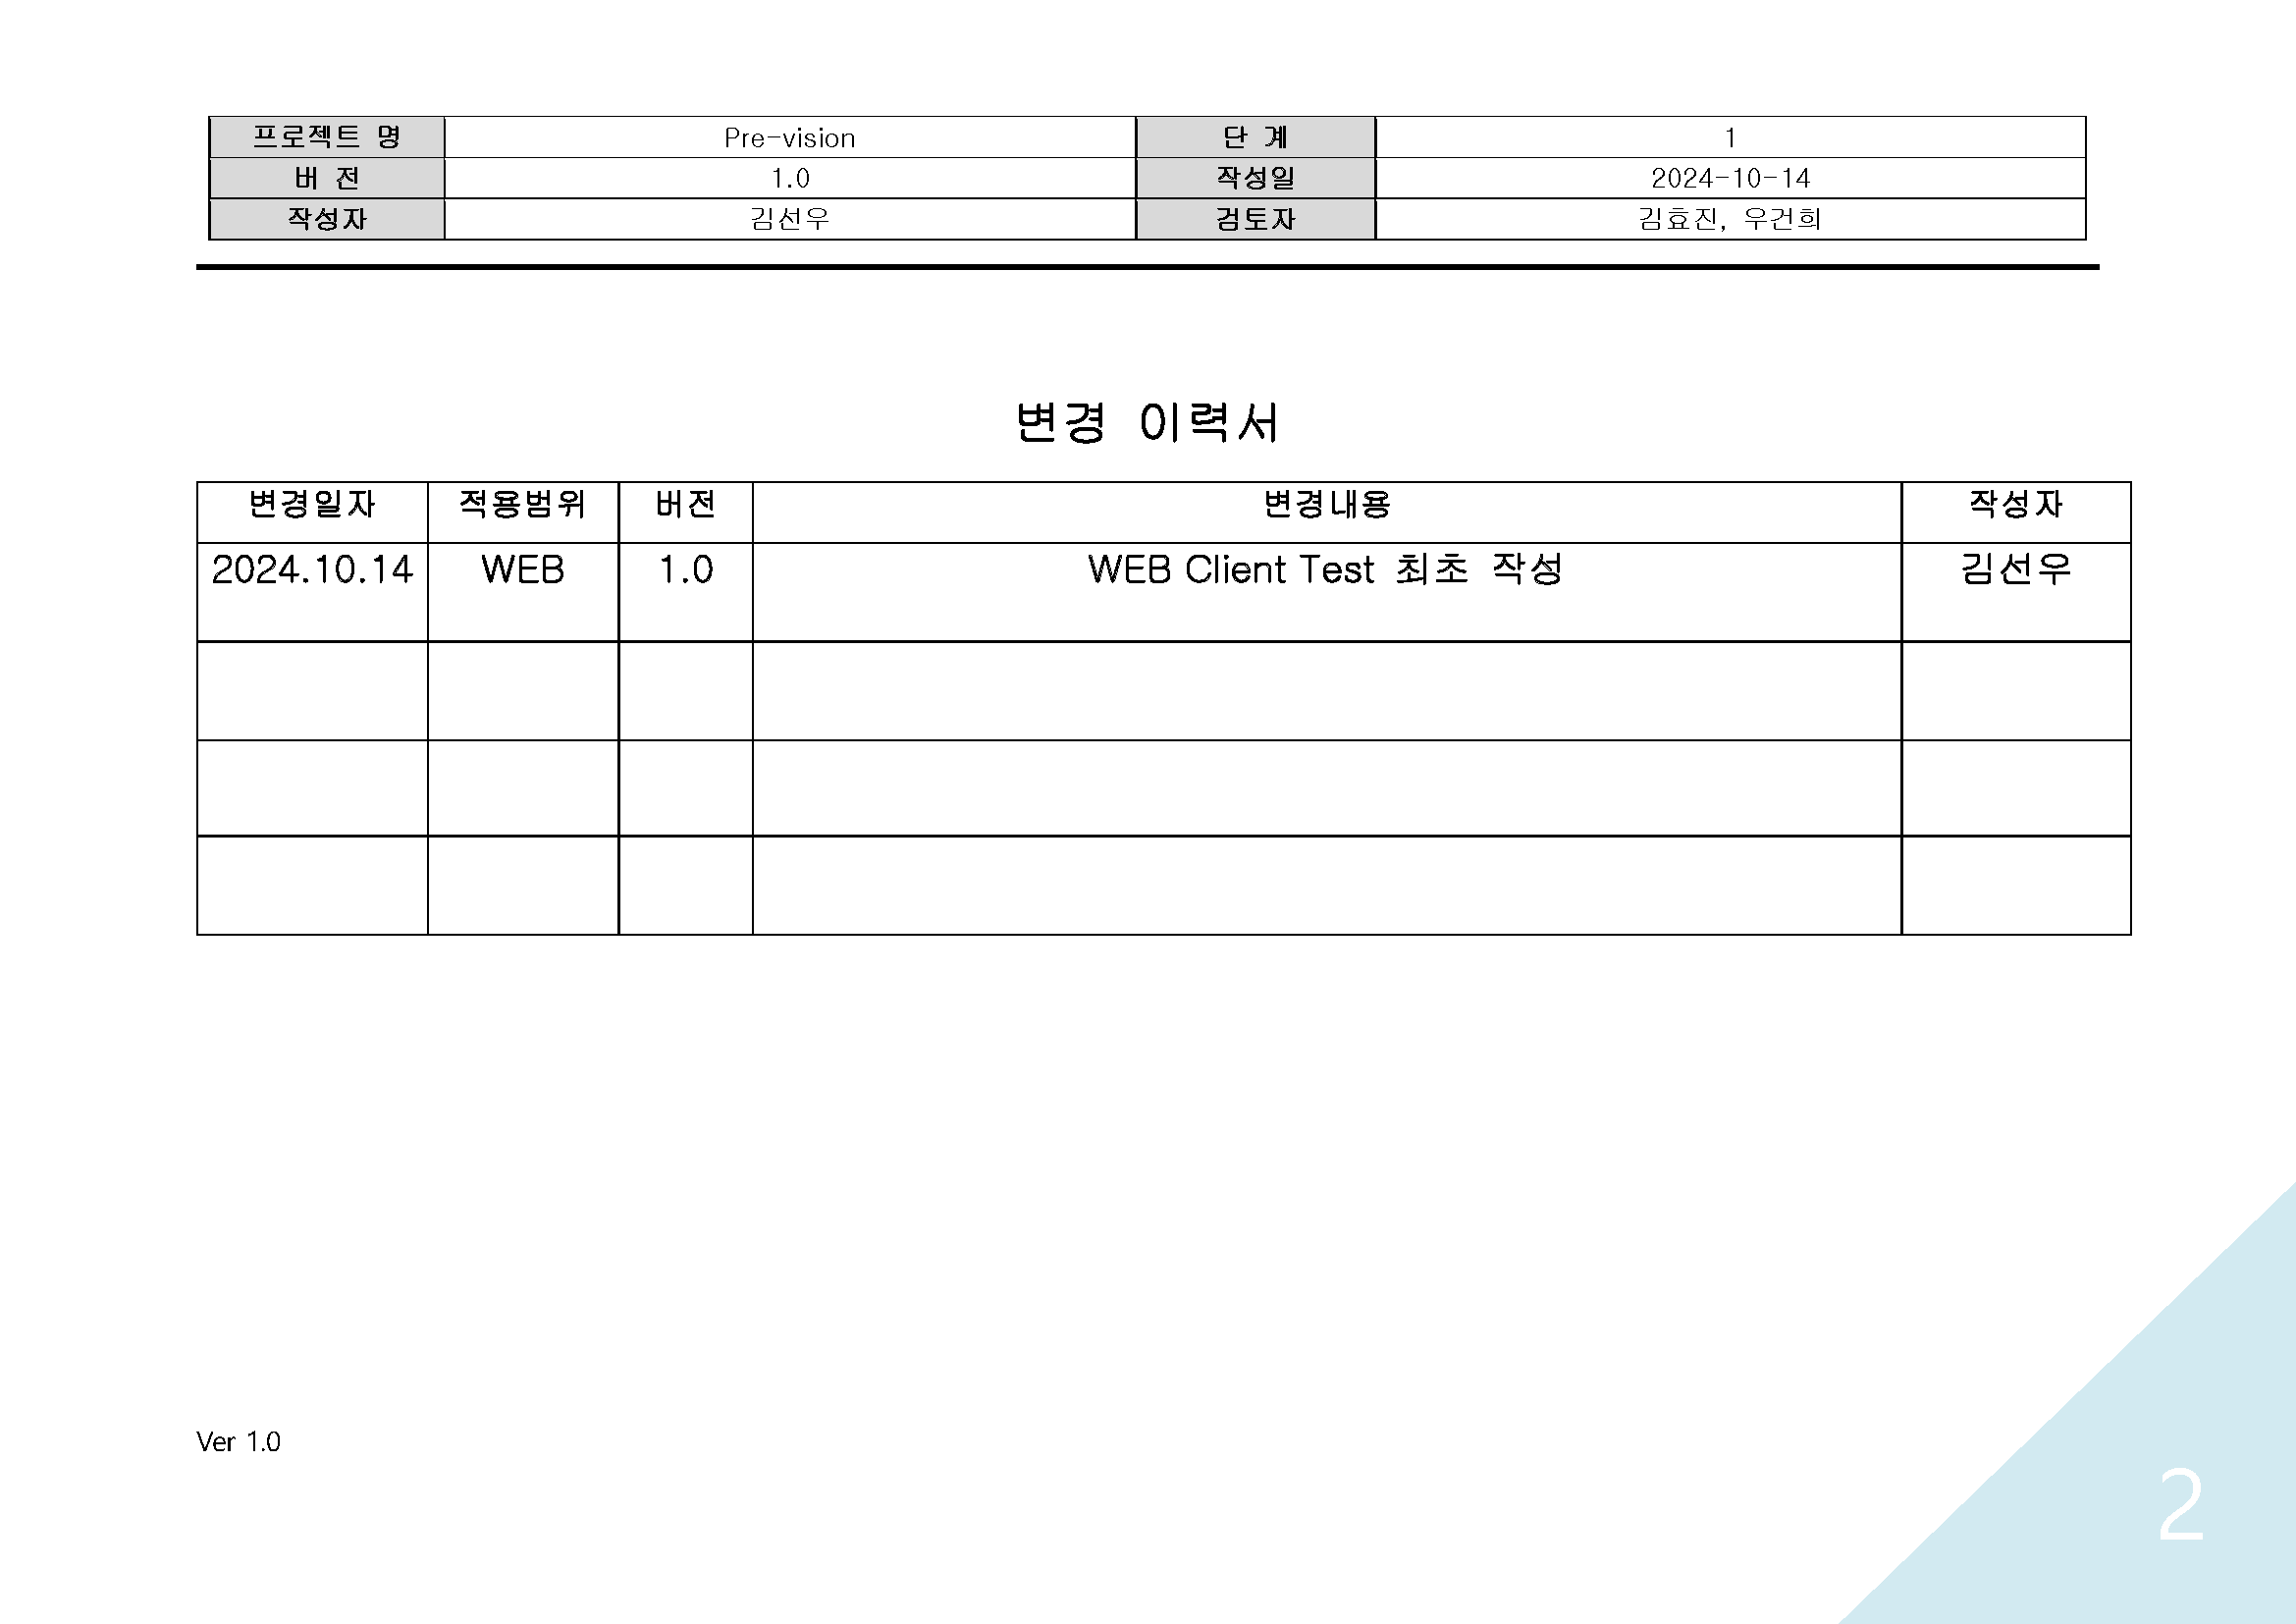 프로젝트 명 Pre-vision 단 계 1
버 전 1.0 작성일 2024-10-14
작성자 김선우 검토자 김효진, 우건희
변경 이력서
변경일자 적용범위 버전 변경내용 작성자
2024.10.14 WEB 1.0 WEB Client Test 최초 작성 김선우
Ver 1.0
2